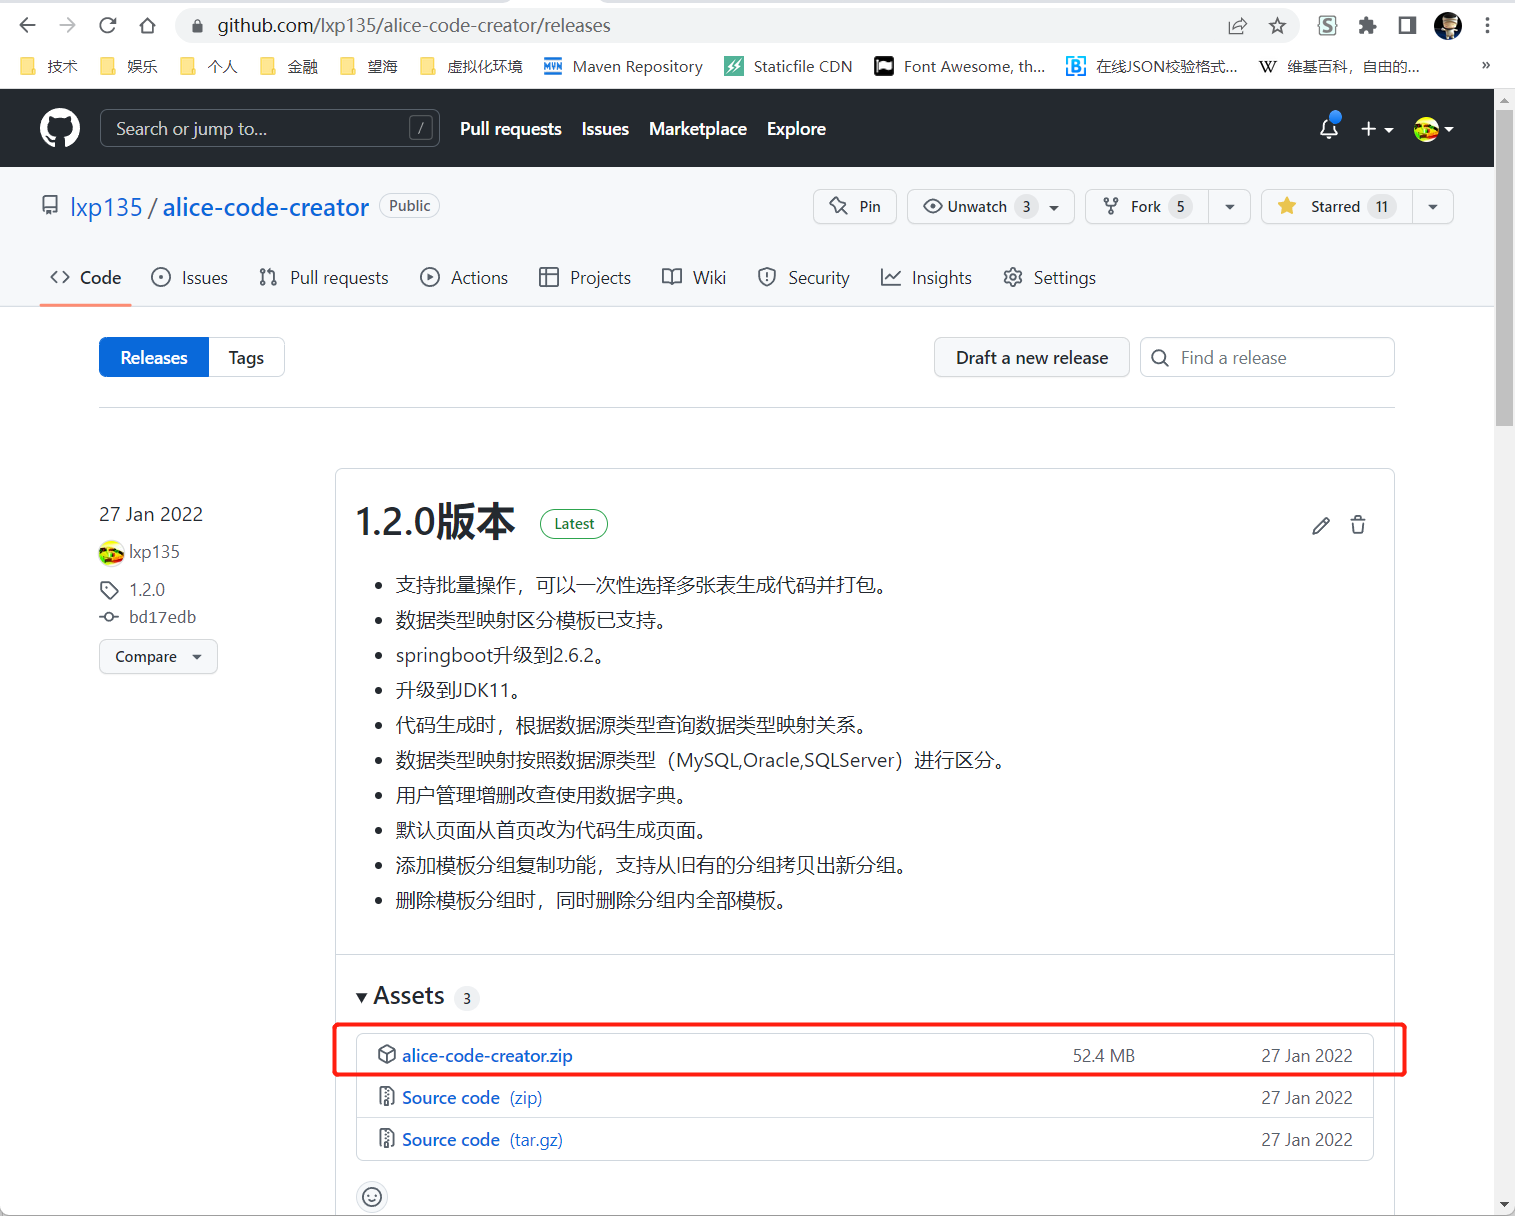 github.com/lxp135/alice-code-creator/releases
技术 娱乐 个人 金融 望海 虚拟化环境 Maven Repository Staticfile CDN Font Awesome, th... 在线JSON校验格式... 维基百科，自由的... »
Search or jump to... / Pull requests Issues Marketplace Explore
lxp135 / alice-code-creator Public Pin Unwatch 3 Fork 5 Starred 11
Code Issues Pull requests Actions Projects Wiki Security Insights Settings
Releases Tags Draft a new release Find a release
27 Jan 2022
lxp135
1.2.0
bd17edb
Compare
1.2.0版本 Latest
支持批量操作，可以一次性选择多张表生成代码并打包。
数据类型映射区分模板已支持。
springboot升级到2.6.2。
升级到JDK11。
代码生成时，根据数据源类型查询数据类型映射关系。
数据类型映射按照数据源类型（MySQL,Oracle,SQLServer）进行区分。
用户管理增删改查使用数据字典。
默认页面从首页改为代码生成页面。
添加模板分组复制功能，支持从旧有的分组拷贝出新分组。
删除模板分组时，同时删除分组内全部模板。
Assets 3
alice-code-creator.zip 52.4 MB 27 Jan 2022
Source code (zip) 27 Jan 2022
Source code (tar.gz) 27 Jan 2022